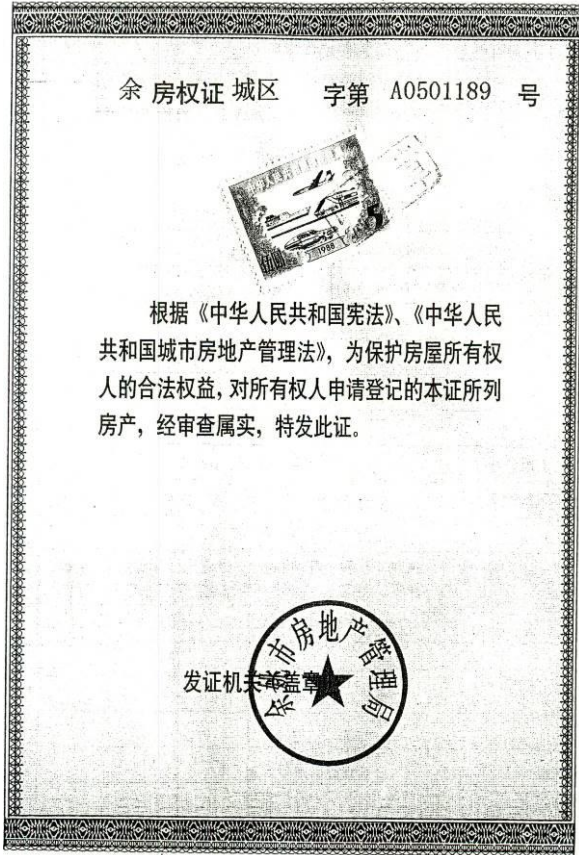 余 房权证 城区 字第 A0501189 号
5
1988
根据《中华人民共和国宪法》、《中华人民
共和国城市房地产管理法》，为保护房屋所有权
人的合法权益，对所有权人申请登记的本证所列
房产，经审查属实，特发此证。
发证机关
盖章
市房地产管理局